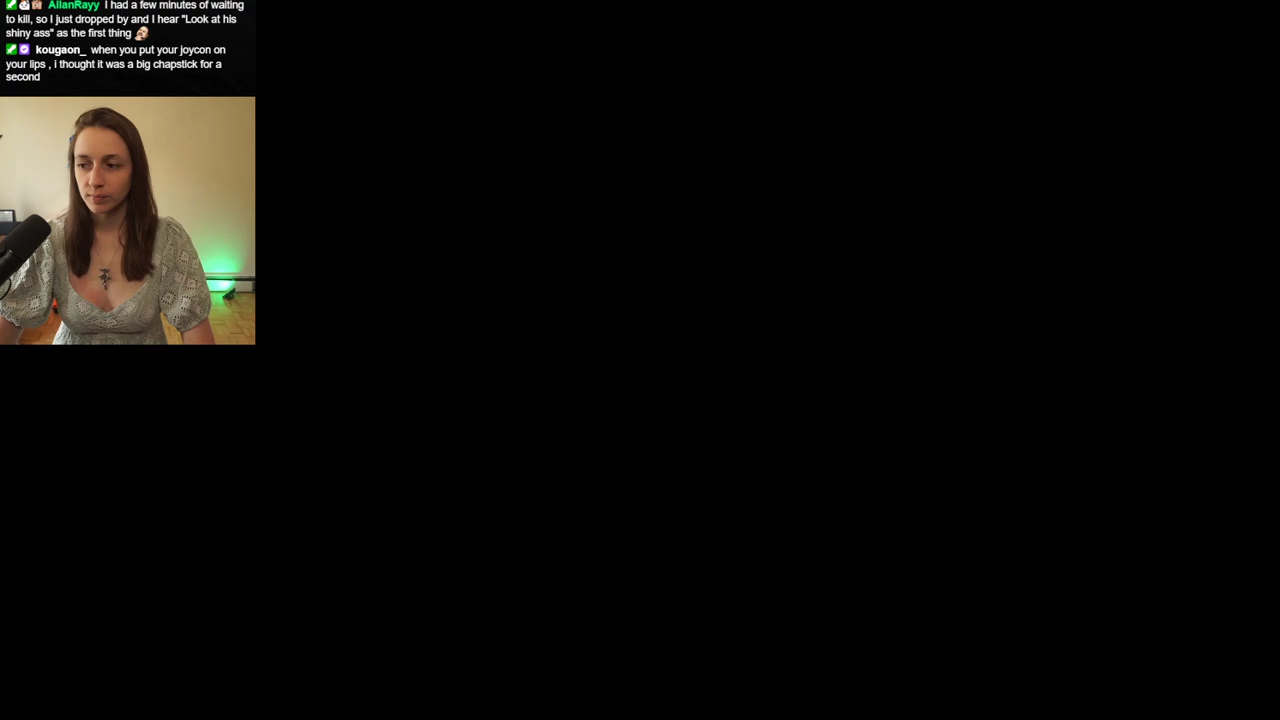 AllanRayy I had a few minutes of waiting
to kill, so I just dropped by and I hear "Look at his
shiny ass" as the first thing
kougaon_ when you put your joycon on
your lips , i thought it was a big chapstick for a
second